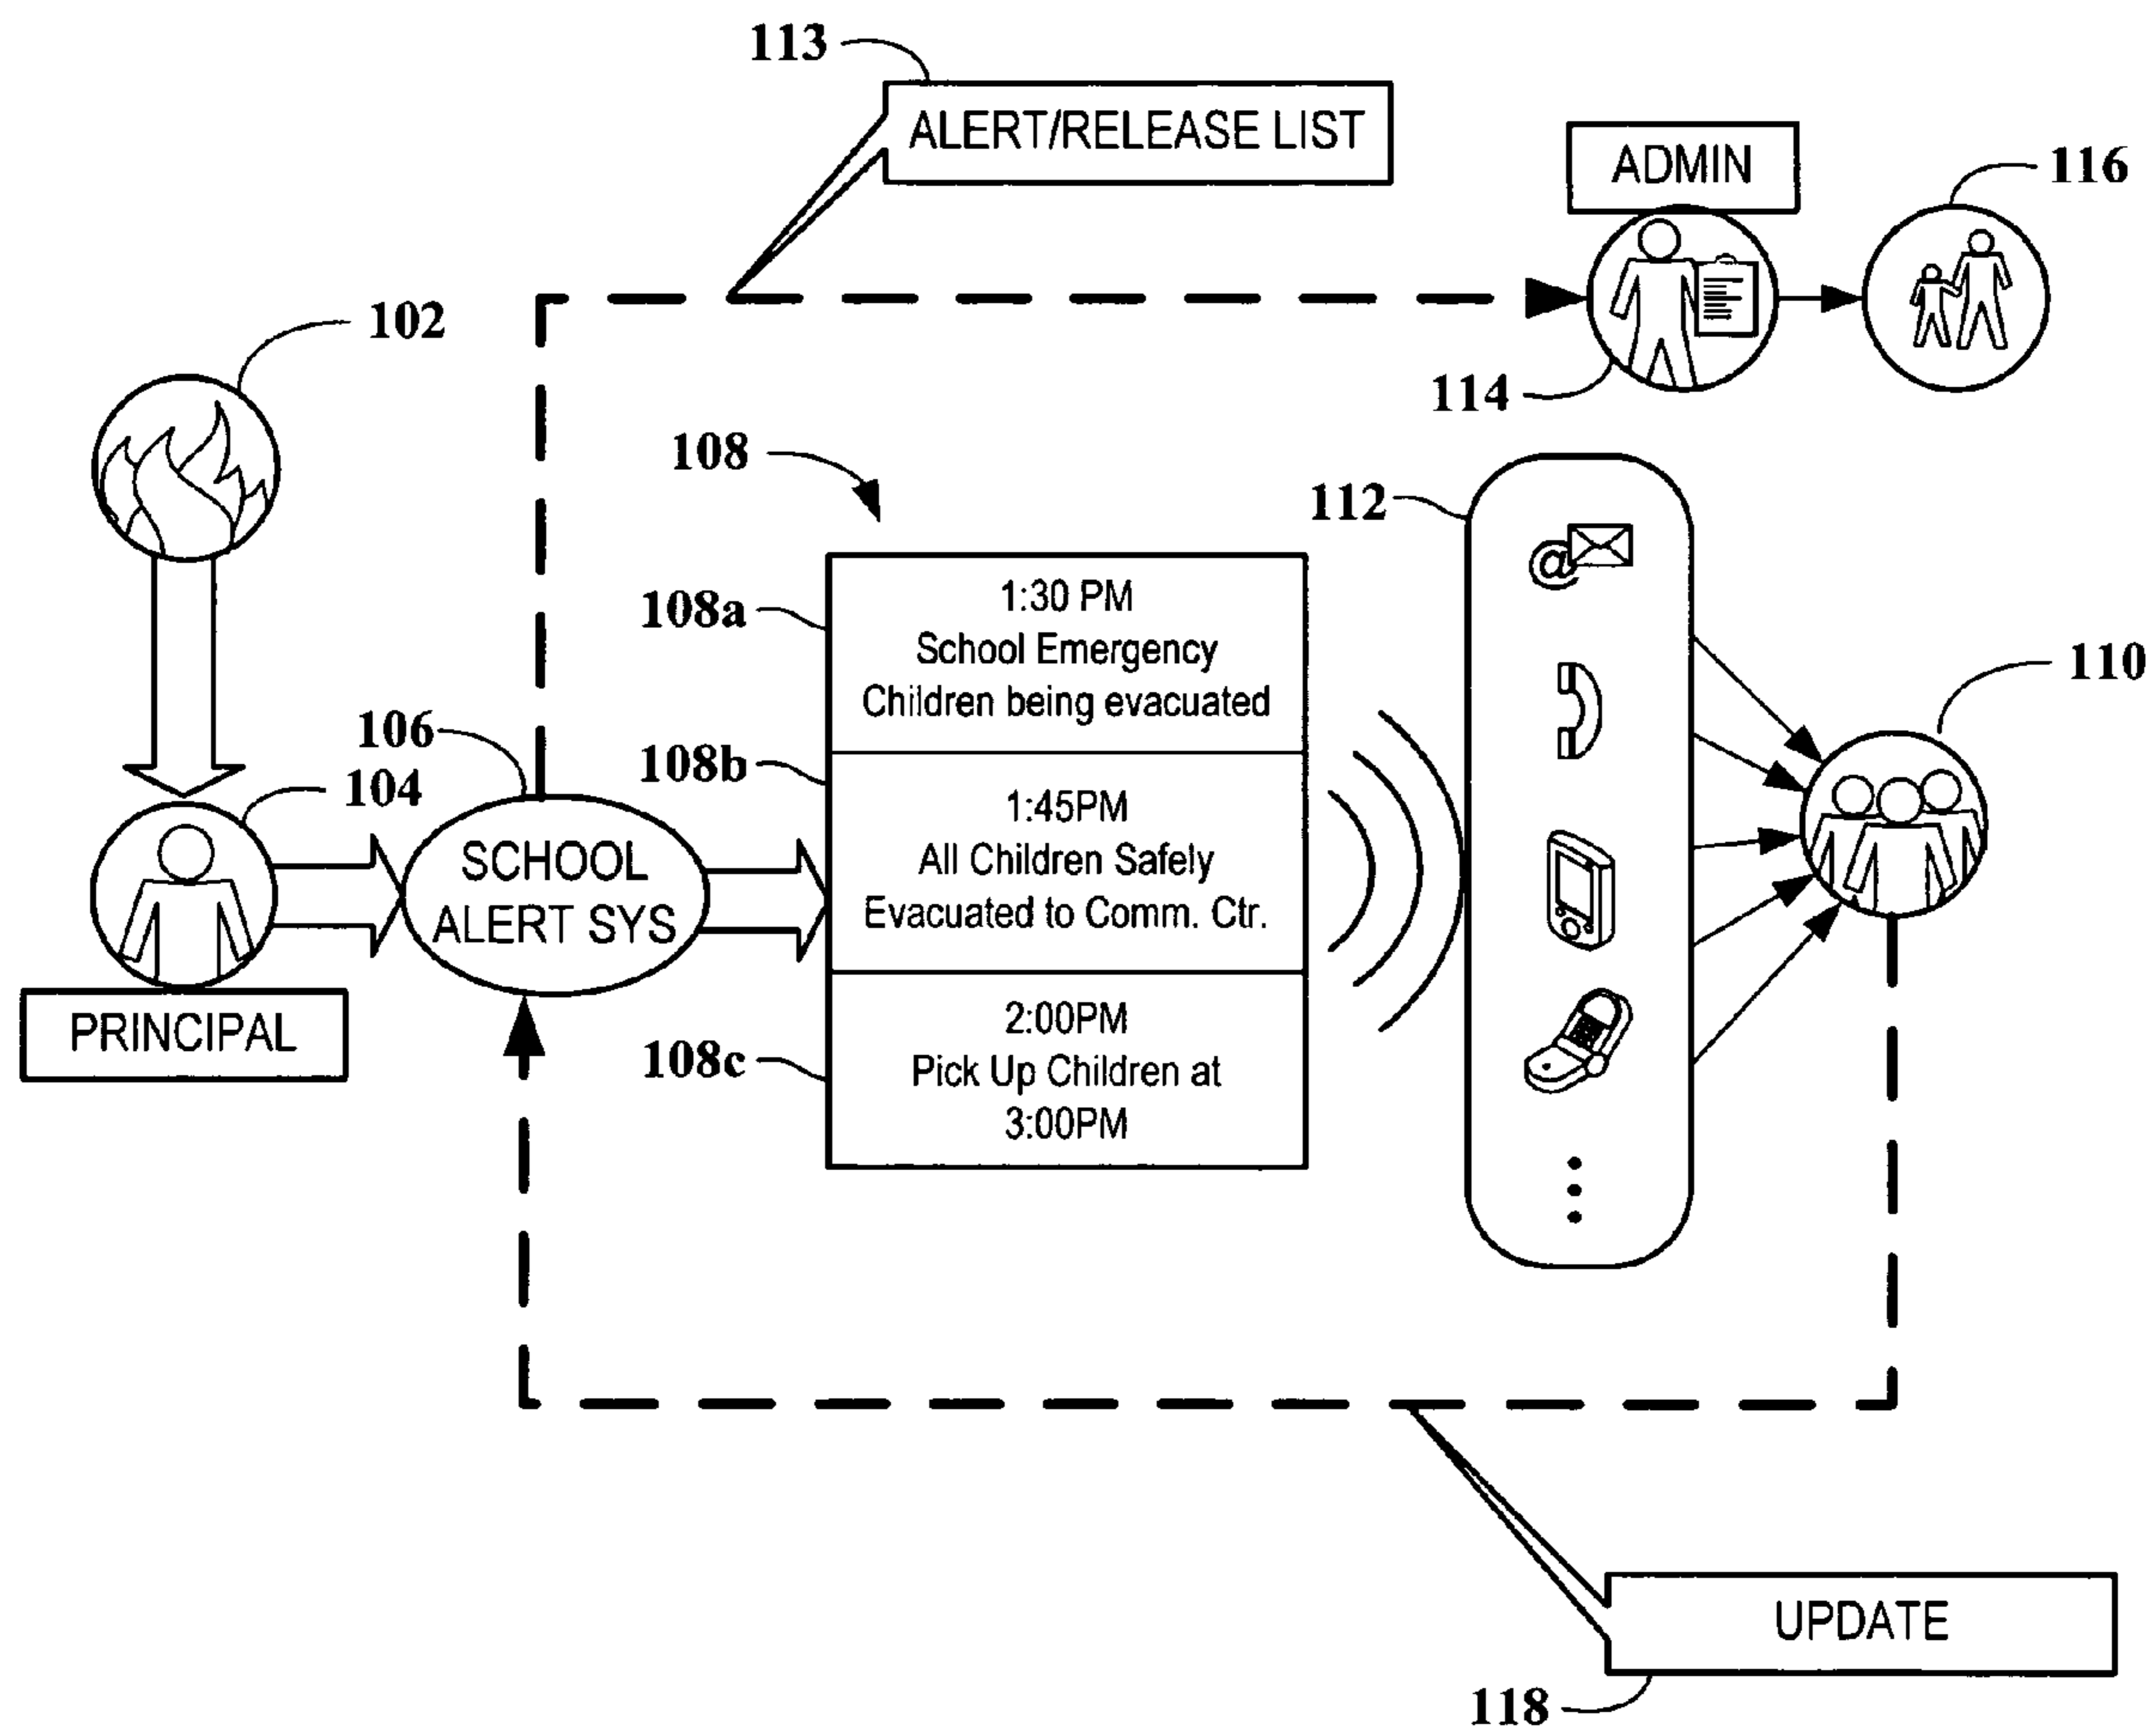 113
ALERT/RELEASE LIST
ADMIN
116
102
114
108
112
1:30 PM
108a
School Emergency
Children being evacuated
110
106
108b
104
1:45PM
SCHOOL
All Children Safely
ALERT SYS
Evacuated to Comm. Ctr.
PRINCIPAL
2:00PM
108c
Pick Up Children at
3:00PM
@
UPDATE
118